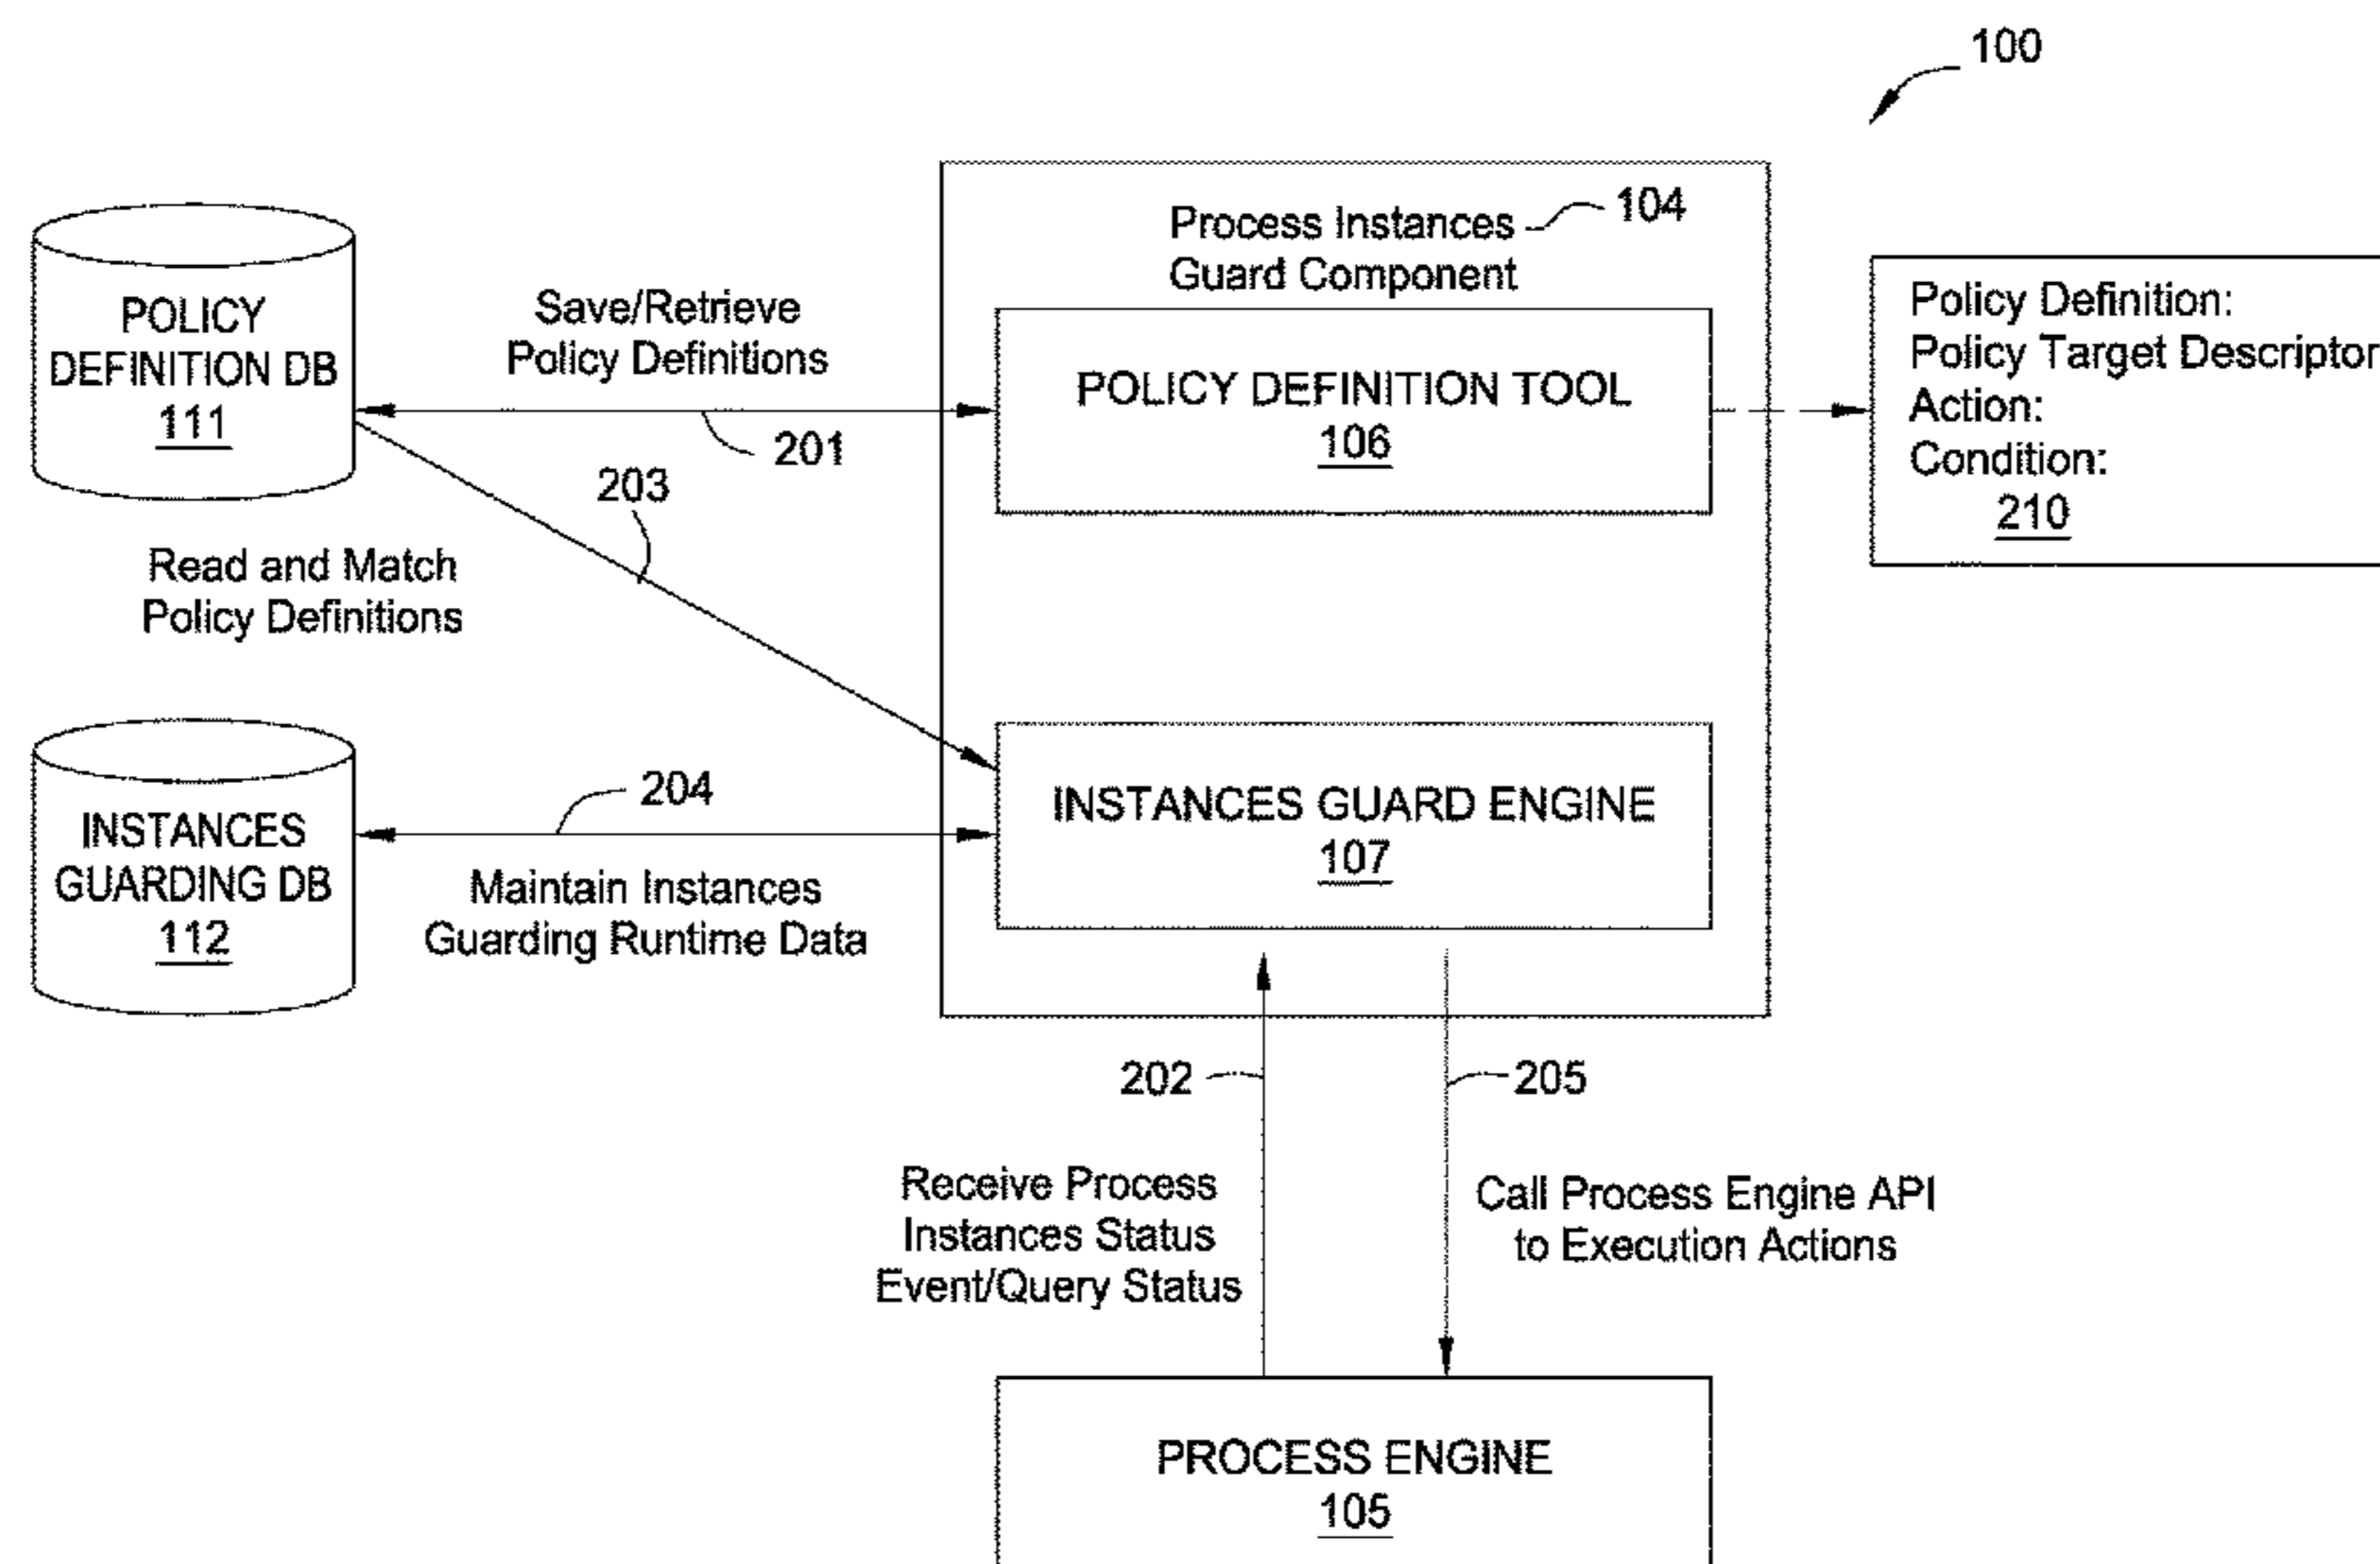 100
Process Instances
Guard Component
104
POLICY
DEFINITION DB
111
Save/Retrieve
Policy Definitions
201
POLICY DEFINITION TOOL
106
Policy Definition:
Policy Target Descriptor
Action:
Condition:
210
203
Read and Match
Policy Definitions
INSTANCES
GUARDING DB
112
204
Maintain Instances
Guarding Runtime Data
INSTANCES GUARD ENGINE
107
202
205
Receive Process
Instances Status
Event/Query Status
Call Process Engine API
to Execution Actions
PROCESS ENGINE
105